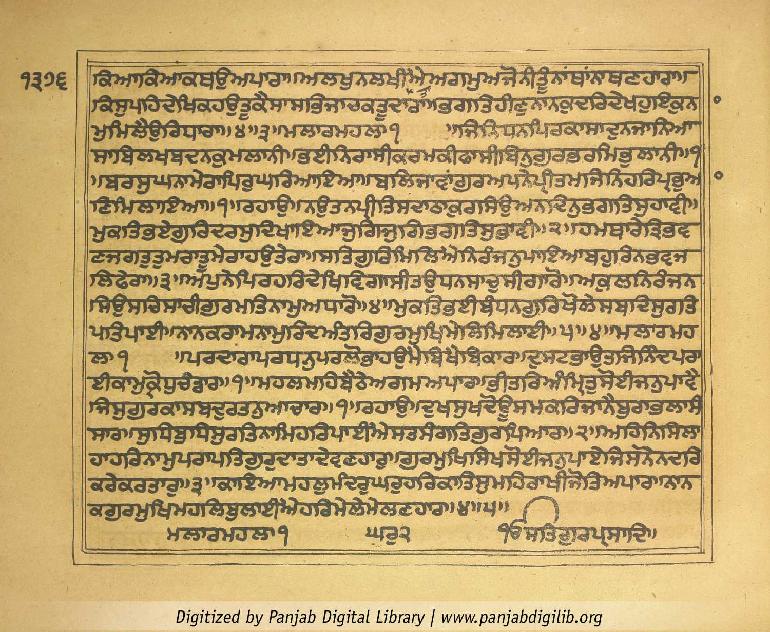 ੧੩੭੬
ਕਿਆਕਿਆਕਥਉਅਪਾਰਾ॥ਅਲਖੁਨਲਖੀਐਅਗਮੁਅਜੋਨੀਤੂੰਨਾਥਾਂਨਾਥਣਹਾਰਾ॥
ਕਿਸੁਪਹਿਦੇਖਿਕਹਉਤੂਕੈਸਾਸਭਿਜਾਚਕਤੂਦਾਤਾਰਾ॥ਭਗਤਿਹੀਣੁਨਾਨਕੁਦਰਿਦੇਖਹੁਇਕੁਨਾ
ਮੁਮਿਲੈਉਰਿਧਾਰਾ॥੪॥੩॥ਮਲਾਰਮਹਲਾ੧ ॥ਜਿਨਿਧਨਪਿਰਕਾਸਾਦੁਨਜਾਨਿਆ
ਸਾਬਿਲਖਬਦਨਕੁਮਲਾਨੀ॥ਭਈਨਿਰਾਸੀਕਰਮਕੀਫਾਸੀਬਿਨੁਗੁਰਭਰਮਿਭੁਲਾਨੀ॥੧
॥ਬਰਸੁਘਨਾਮੇਰਾਪਿਰੁਘਰਿਆਇਆ॥ਬਲਿਜਾਵਾਂਗੁਰਅਪਨੇਪ੍ਰੀਤਮਜਿਨਿਹਰਿਪ੍ਰਭੁਆ
ਣਿਮਿਲਾਇਆ॥੧॥ਰਹਾਉ॥ਨਉਤਨਪ੍ਰੀਤਿਸਦਾਠਾਕੁਰਸਿਉਅਨਦਿਨੁਭਗਤਿਸੁਹਾਵੀ॥
ਮੁਕਤਿਭਏਗੁਰਿਦਰਸੁਦਿਖਾਇਆਜੁਗਿਜੁਗਿਭਗਤਿਸੁਭਾਵੀ॥੨॥ਹਮਥਾਰੇਤ੍ਰਿਭਵ
ਣਜਗੁਤੁਮਰਾਤੂਮੇਰਾਹਉਤੇਰਾ॥ਸਤਿਗੁਰਿਮਿਲਿਐਨਿਰੰਜਨੁਪਾਇਆਬਹੁਰਿਨਭਵਜ
ਲਿਫੇਰਾ॥੩॥ਅਪੁਨੇਪਿਰਹਰਿਦੇਖਿਵਿਗਾਸੀਤਉਧਨਸਾਚੁਸੀਗਾਰੋ॥ਅਕੁਲਨਿਰੰਜਨ
ਸਿਉਸਚਿਸਾਚੀਗੁਰਮਤਿਨਾਮੁਅਧਾਰੋ॥੪॥ਮੁਕਤਿਭਈਬੰਧਨਗੁਰਿਖੋਲੇਸਬਦਿਸੁਰਤਿ
ਪਤਿਪਾਈ॥ਨਾਨਕਰਾਮਨਾਮੁਰਿਦਅੰਤਰਿਗੁਰਮੁਖਿਮੇਲਿਮਿਲਾਈ॥੫॥੪॥ਮਲਾਰਮਹ
ਲਾ੧ ॥ਪਰਦਾਰਾਪਰਧਨੁਪਰਲੋਭਾਹਉਮੈਬਿਖੈਬਿਕਾਰ॥ਦੁਸਟਭਾਉਤਜਿਨਿੰਦਪਰਾ
ਈਕਾਮੁਕ੍ਰੋਧੁਚੰਡਾਰ॥੧॥ਮਹਲਮਹਿਬੈਠੇਅਗਮਅਪਾਰ॥ਭੀਤਰਿਅੰਮ੍ਰਿਤੁਸੋਈਜਨੁਪਾਵੈ
ਜਿਸੁਗੁਰਕਾਸਬਦੁਰਤਨੁਆਚਾਰ॥੧॥ਰਹਾਉ॥ਦੁਖਸੁਖਦੋਊਸਮਕਰਿਜਾਨੈਬੁਰਾਭਲਾਸੰ
ਸਾਰ॥ਸੁਧਿਬੁਧਿਸੁਰਤਿਨਾਮਿਹਰਿਪਾਈਐਸਤਸੰਗਤਿਗੁਰਪਿਆਰ॥੨॥ਅਹਿਨਿਸਿਲਾ
ਹਾਹਰਿਨਾਮੁਪਰਾਪਤਿਗੁਰੁਦਾਤਾਦੇਵਣਹਾਰੁ॥ਗੁਰਮੁਖਿਸਿਖਸੋਈਜਨੁਪਾਏਜਿਸਨੋਨਦਰਿ
ਕਰੇਕਰਤਾਰੁ॥੩॥ਕਾਇਆਮਹਲੁਮੰਦਰੁਘਰੁਹਰਿਕਾਤਿਸੁਮਹਿਰਾਖੀਜੋਤਿਅਪਾਰ॥ਨਾਨ
ਕਗੁਰਮੁਖਿਮਹਲਿਬੁਲਾਈਐਹਰਿਮੇਲੇਮੇਲਣਹਾਰ॥੪॥੫॥
ਮਲਾਰਮਹਲਾ੧ ਘਰੁ੨ ੴਸਤਿਗੁਰਪ੍ਰਸਾਦਿ॥
Digitized by Panjab Digital Library | www.panjabdigilib.org